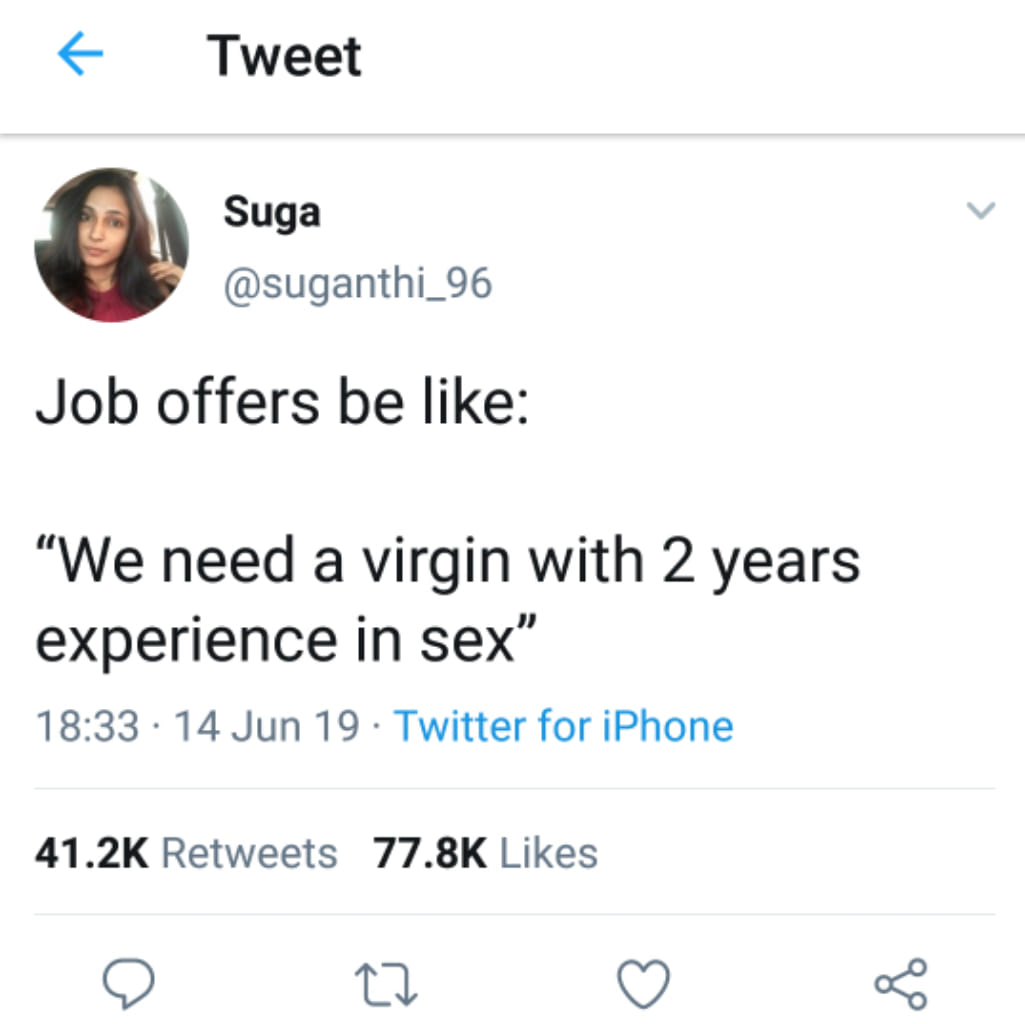 Tweet
Suga
@suganthi_96
Job offers be like:
“We need a virgin with 2 years
experience in sex”
18:33 · 14 Jun 19 · Twitter for iPhone
41.2K Retweets 77.8K Likes